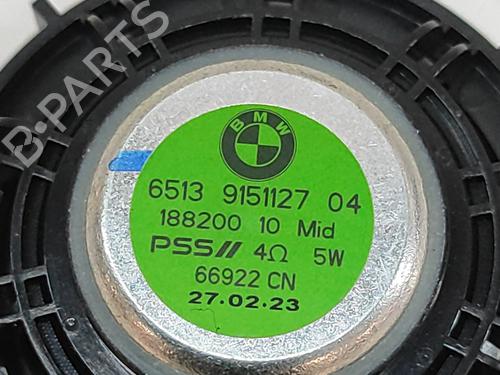 B-PARTS
BMW
6513 9151127 04
188200 10 Mid
PSS// 4Ω 5W
66922 CN
27.02.23